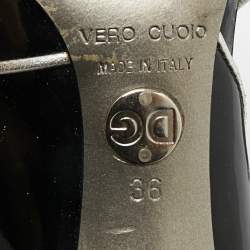 VERO CUOIO
MADE IN ITALY
DG
36